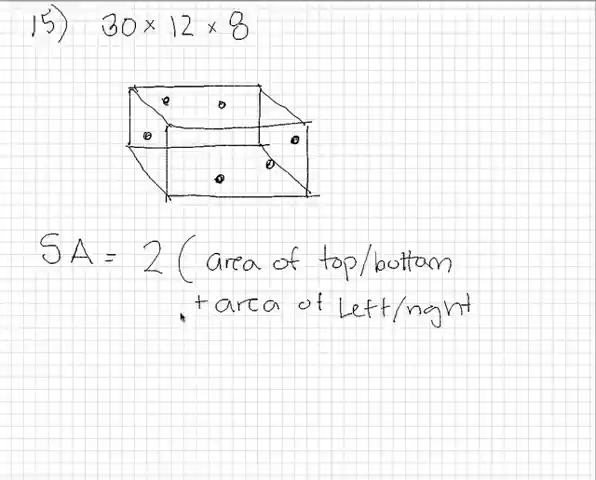 15) 30 × 12 × 8
SA = 2 ( area of top/bottom
+ area of Left/right